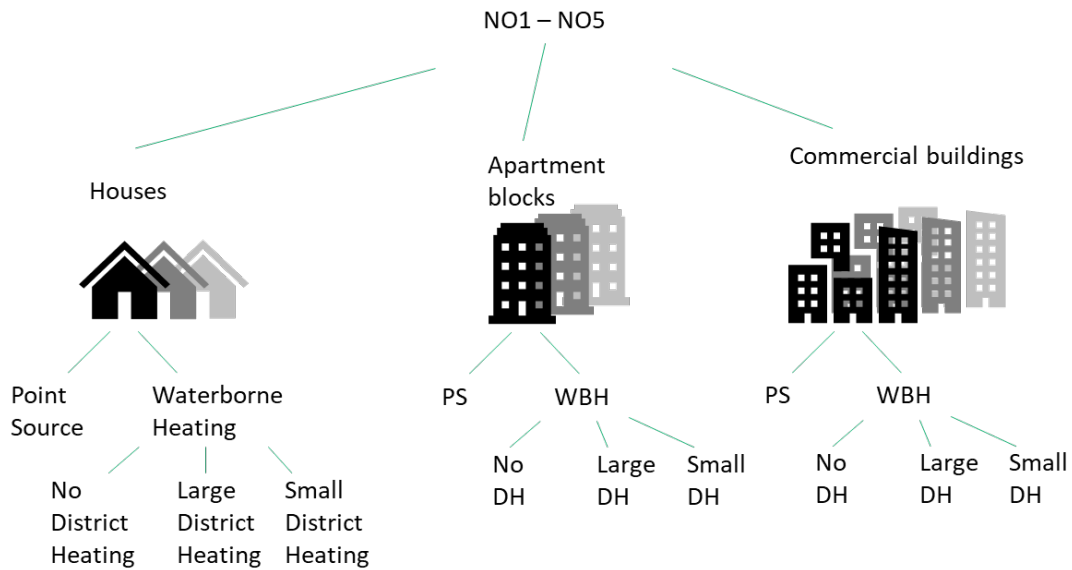 NO1 – NO5
Houses
Apartment
blocks
Commercial buildings
Point
Source
Waterborne
Heating
No
District
Heating
Large
District
Heating
Small
District
Heating
PS
WBH
No
DH
Large
DH
Small
DH
PS
WBH
No
DH
Large
DH
Small
DH